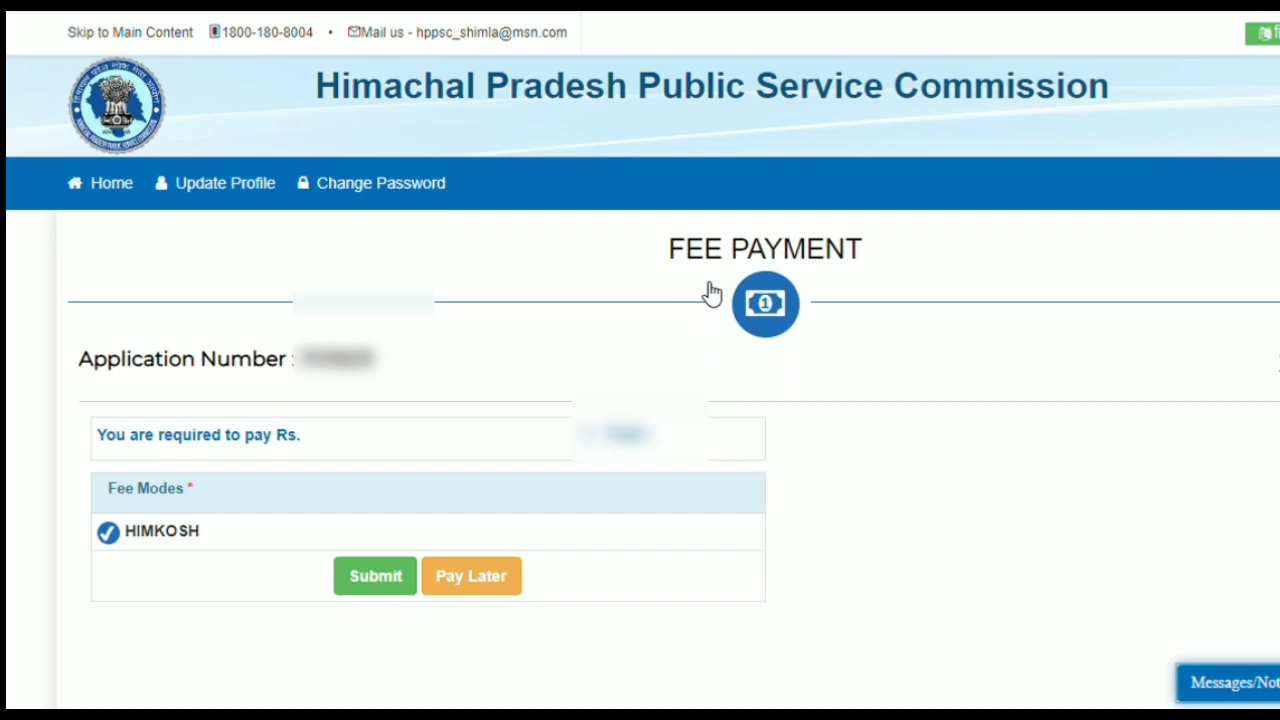 Skip to Main Content 1800-180-8004 • Mail us - hppsc_shimla@msn.com
Himachal Pradesh Public Service Commission
Home Update Profile Change Password
FEE PAYMENT
Application Number :
You are required to pay Rs.
Fee Modes *
HIMKOSH
Submit Pay Later
Messages/Not